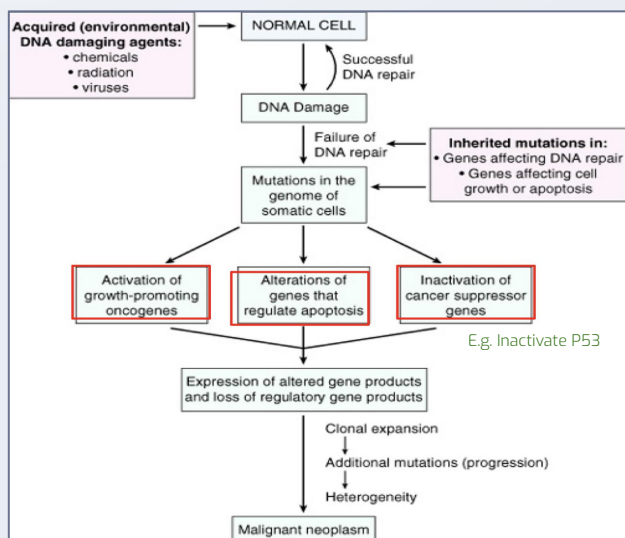 Acquired (environmental)
DNA damaging agents:
• chemicals
• radiation
• viruses
NORMAL CELL
Successful
DNA repair
DNA Damage
Failure of
DNA repair
Inherited mutations in:
• Genes affecting DNA repair
• Genes affecting cell
growth or apoptosis
Mutations in the
genome of
somatic cells
Activation of
growth-promoting
oncogenes
Alterations of
genes that
regulate apoptosis
Inactivation of
cancer suppressor
genes
E.g. Inactivate P53
Expression of altered gene products
and loss of regulatory gene products
Clonal expansion
Additional mutations (progression)
Heterogeneity
Malignant neoplasm